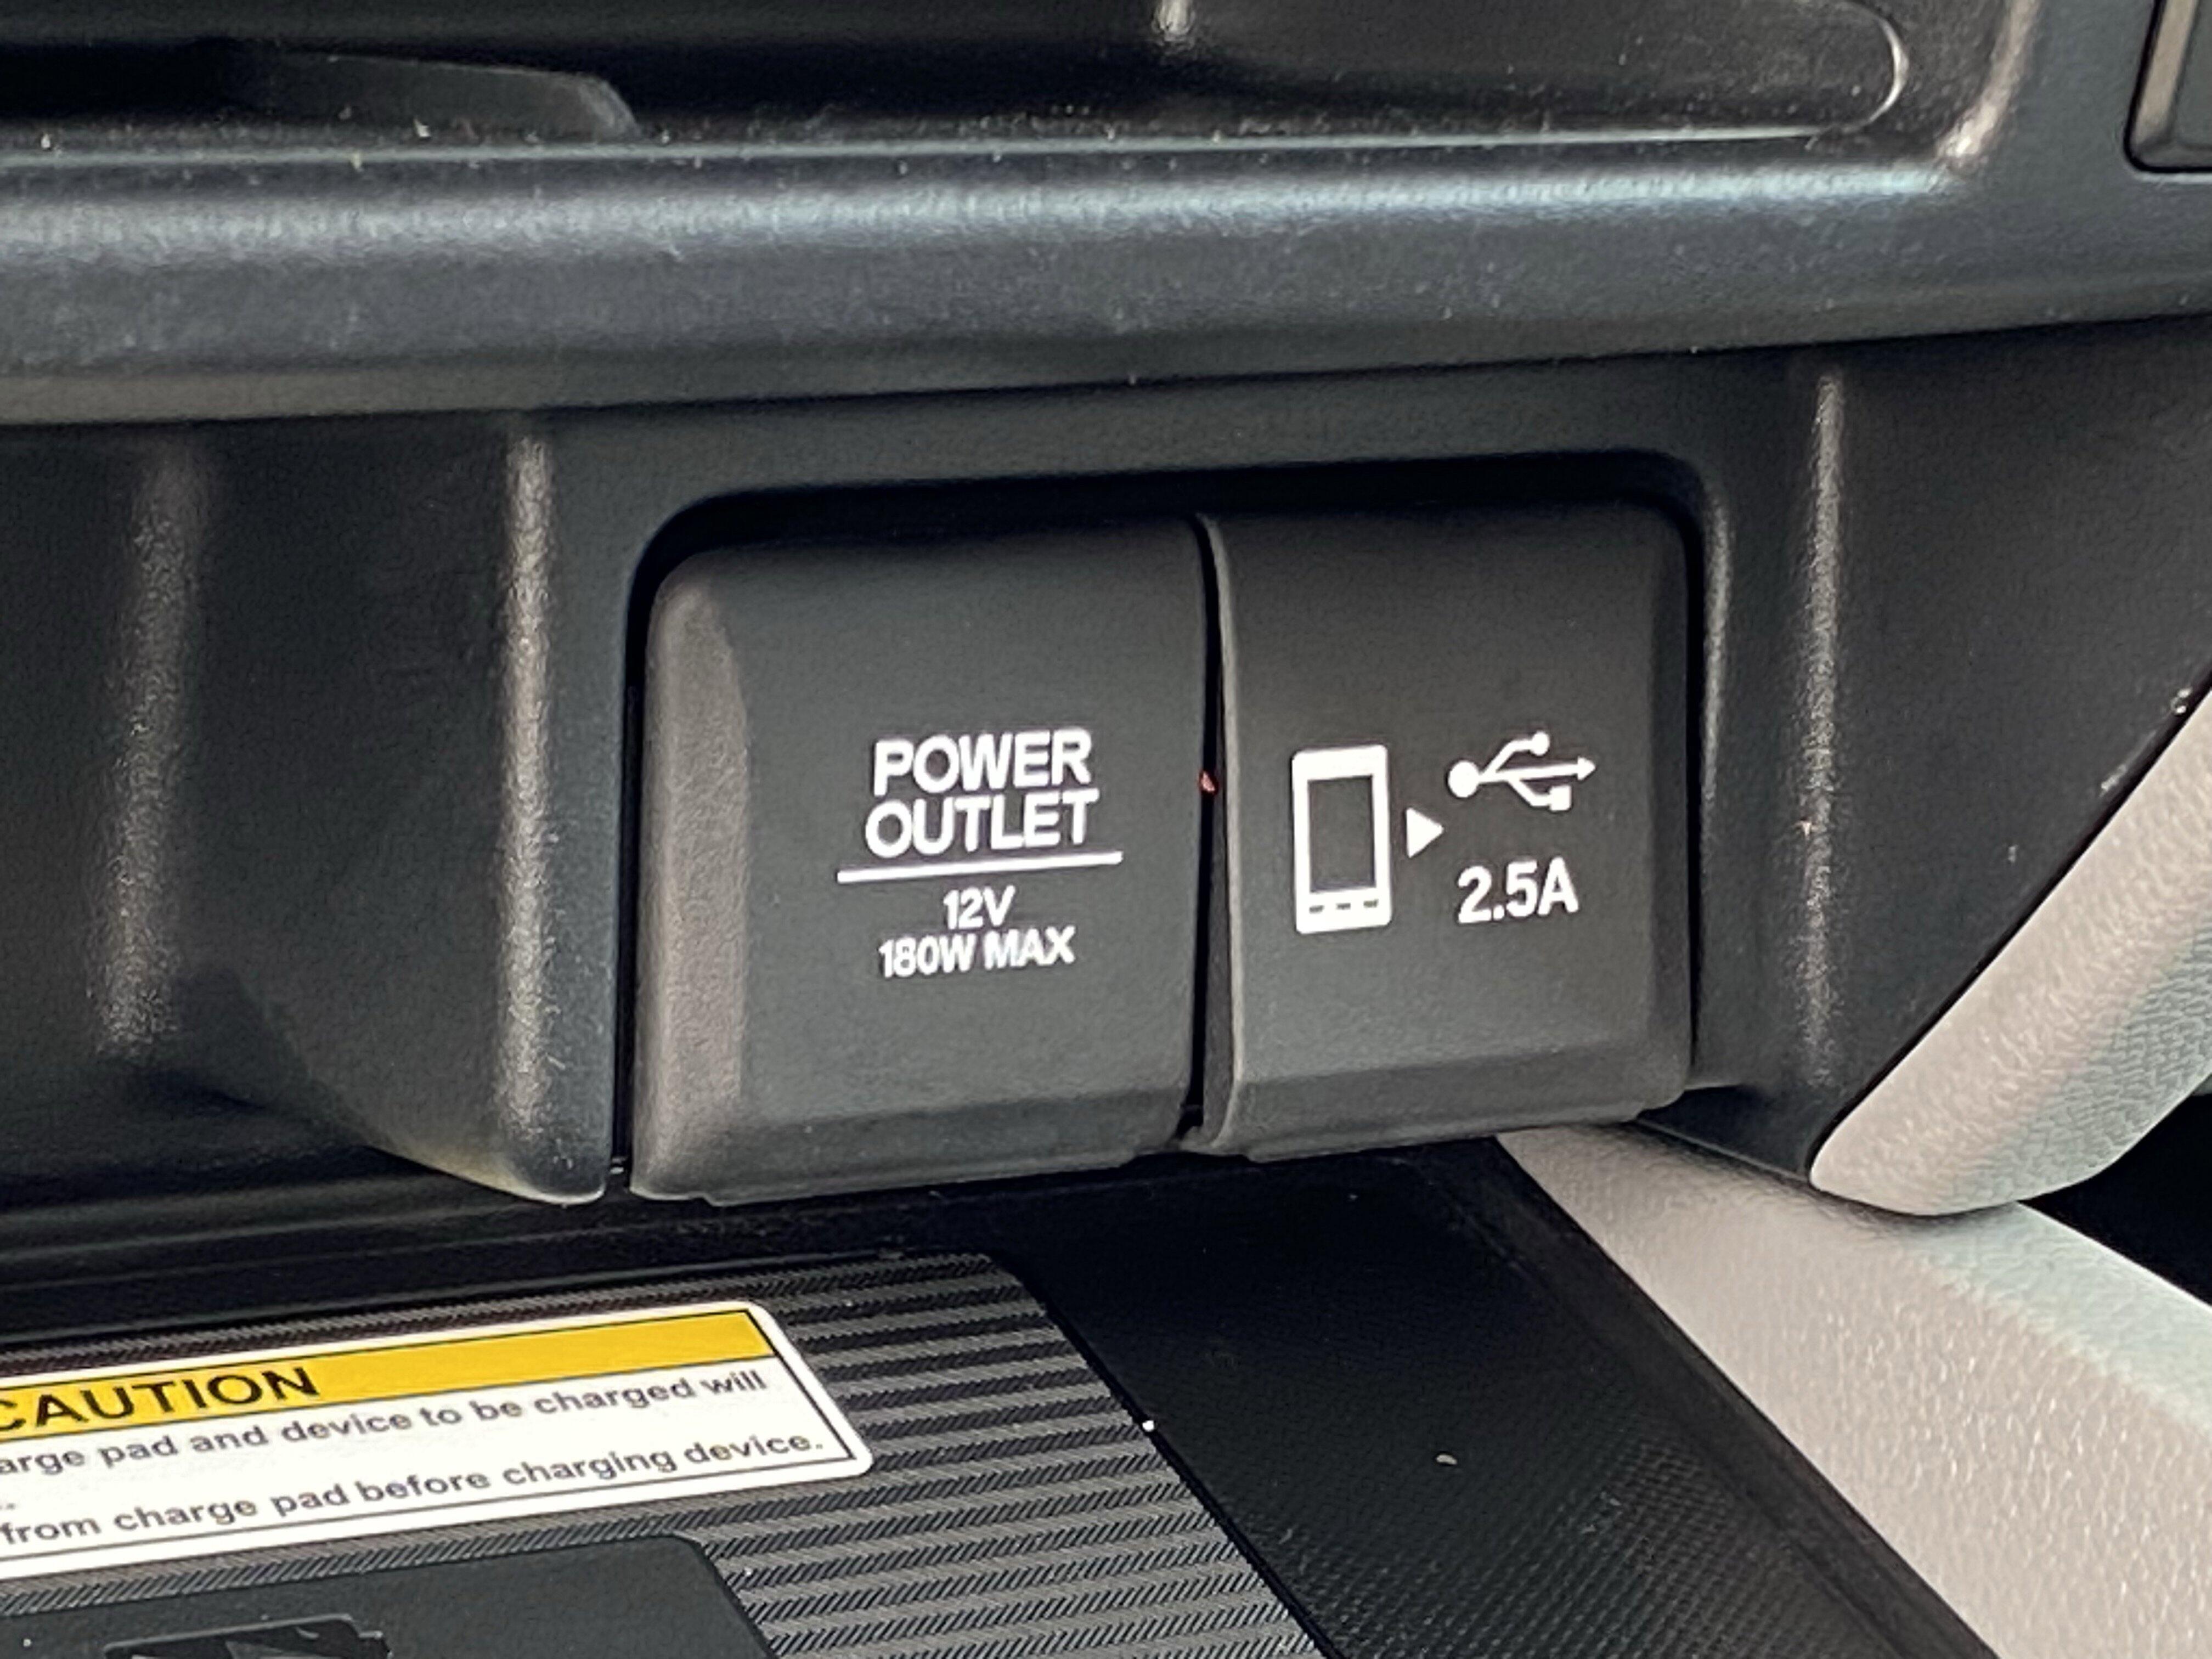 POWER
OUTLET
12V
180W MAX
2.5A
CAUTION
pad and device to be charged will
from charge pad before charging device.